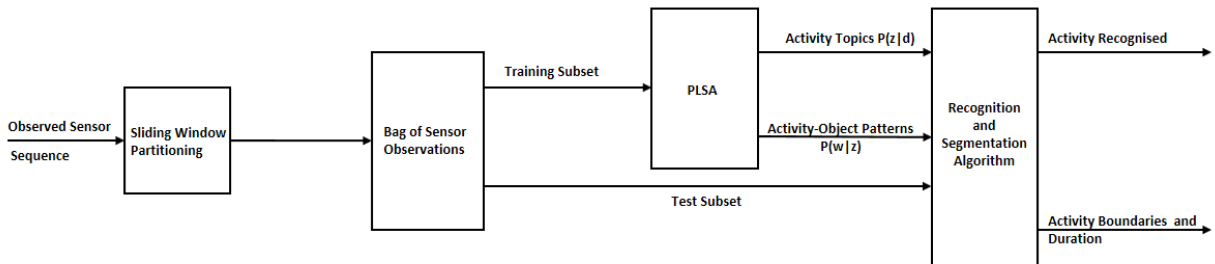 Observed Sensor
Sequence
Sliding Window
Partitioning
Bag of Sensor
Observations
Training Subset
Test Subset
PLSA
Activity Topics P(z|d)
Activity-Object Patterns
P(w|z)
Recognition
and
Segmentation
Algorithm
Activity Recognised
Activity Boundaries and
Duration